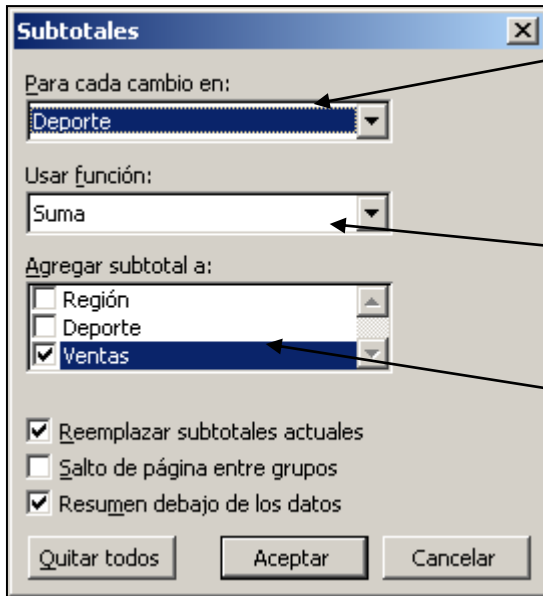 Subtotales
Para cada cambio en:
Deporte
Usar función:
Suma
Agregar subtotal a:
Región
Deporte
Ventas
Reemplazar subtotales actuales
Salto de página entre grupos
Resumen debajo de los datos
Quitar todos Aceptar Cancelar